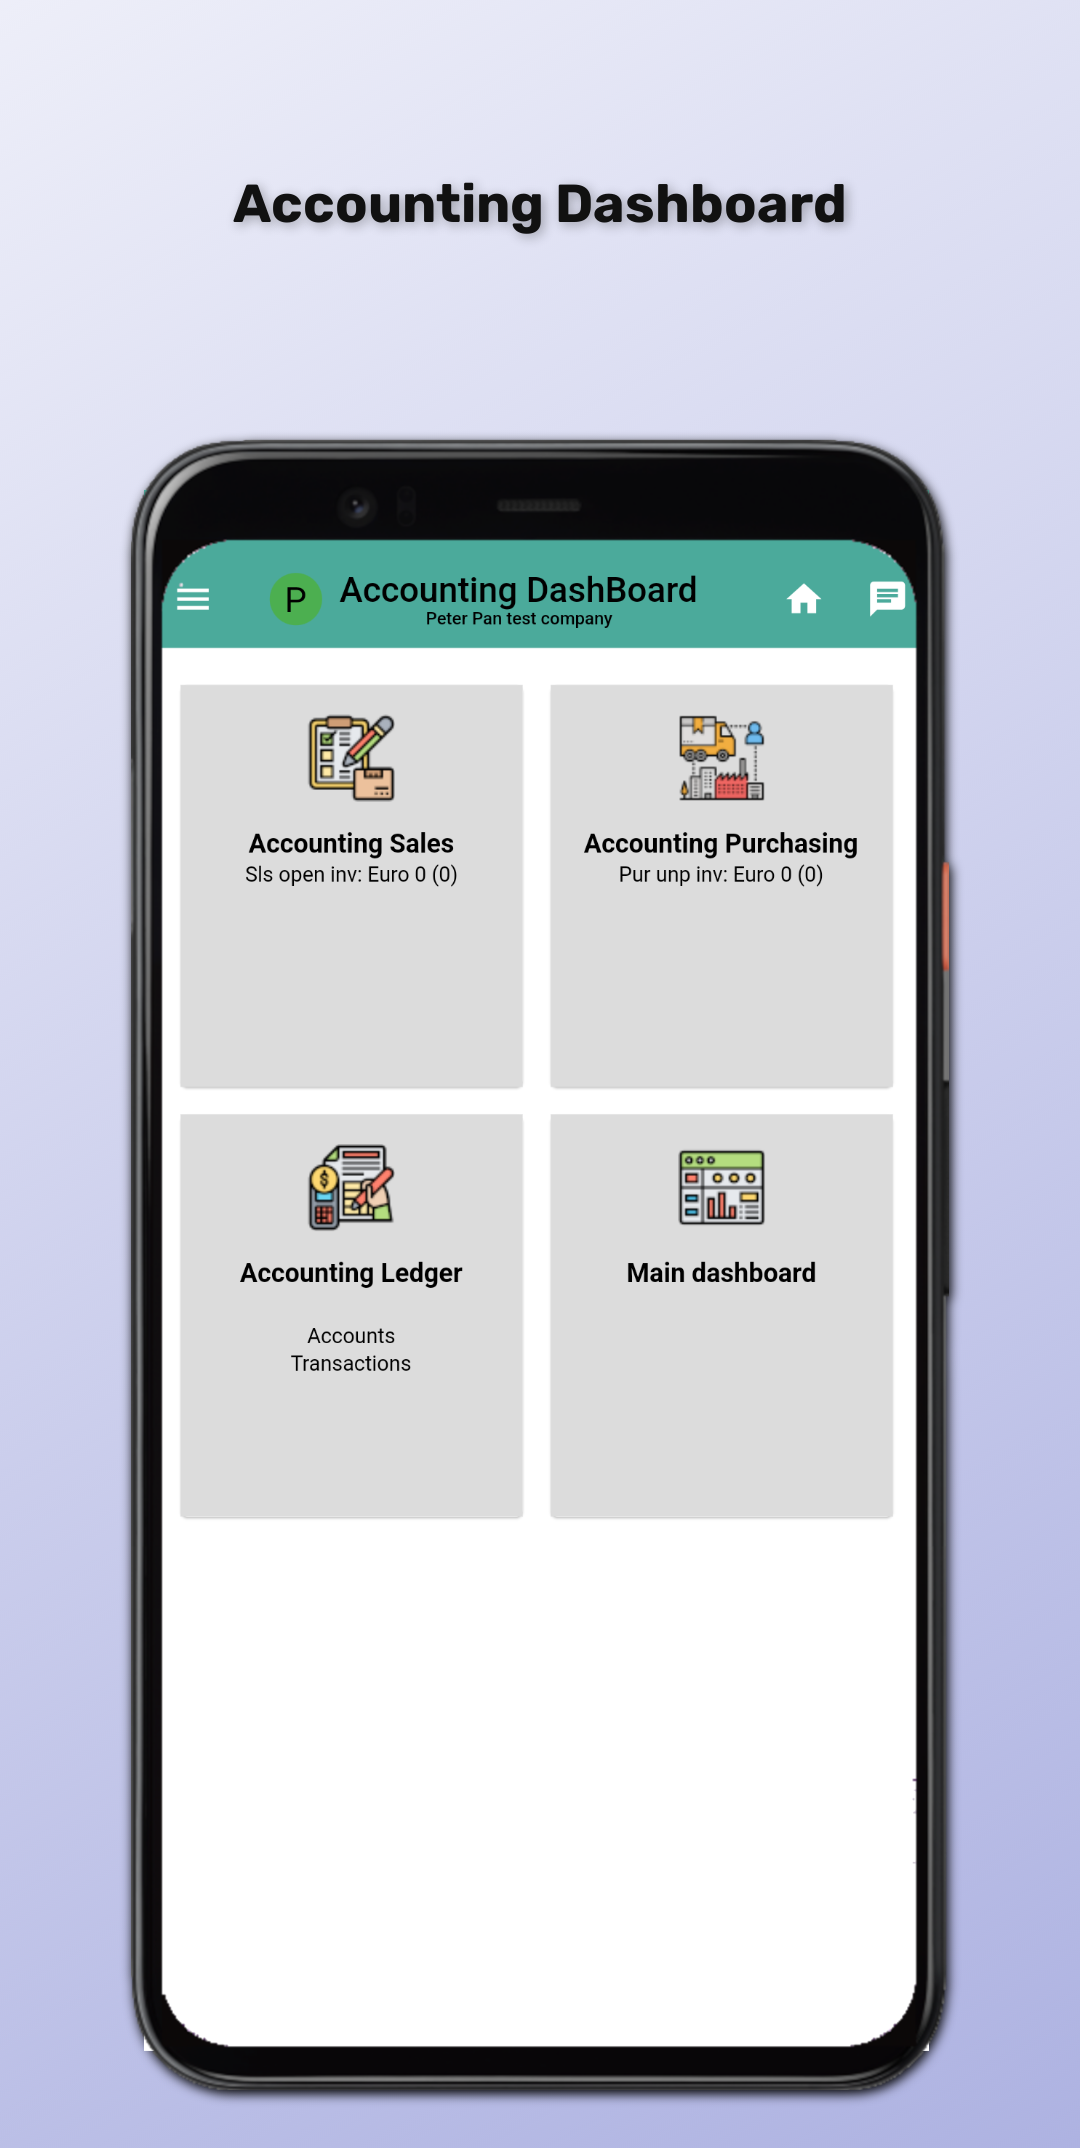 Accounting Dashboard
P
Accounting DashBoard
Peter Pan test company
Accounting Sales
Sls open inv: Euro 0 (0)
Accounting Purchasing
Pur unp inv: Euro 0 (0)
Accounting Ledger
Accounts
Transactions
Main dashboard